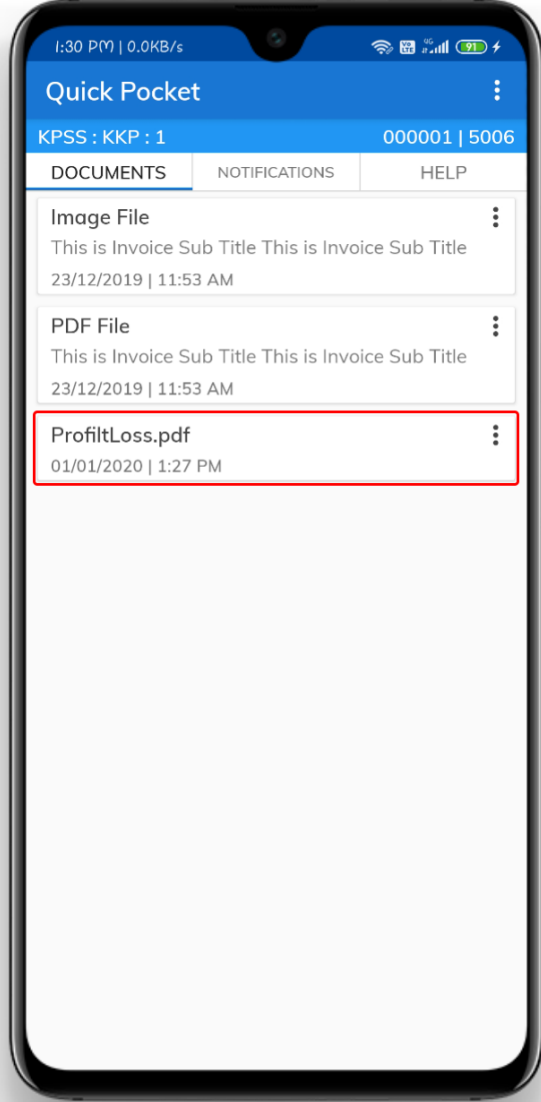 1:30 PM | 0.0KB/s
4G
Vo LTE
91
Quick Pocket
KPSS : KKP : 1
000001 | 5006
DOCUMENTS
NOTIFICATIONS
HELP
Image File
This is Invoice Sub Title This is Invoice Sub Title
23/12/2019 | 11:53 AM
PDF File
This is Invoice Sub Title This is Invoice Sub Title
23/12/2019 | 11:53 AM
ProfiltLoss.pdf
01/01/2020 | 1:27 PM